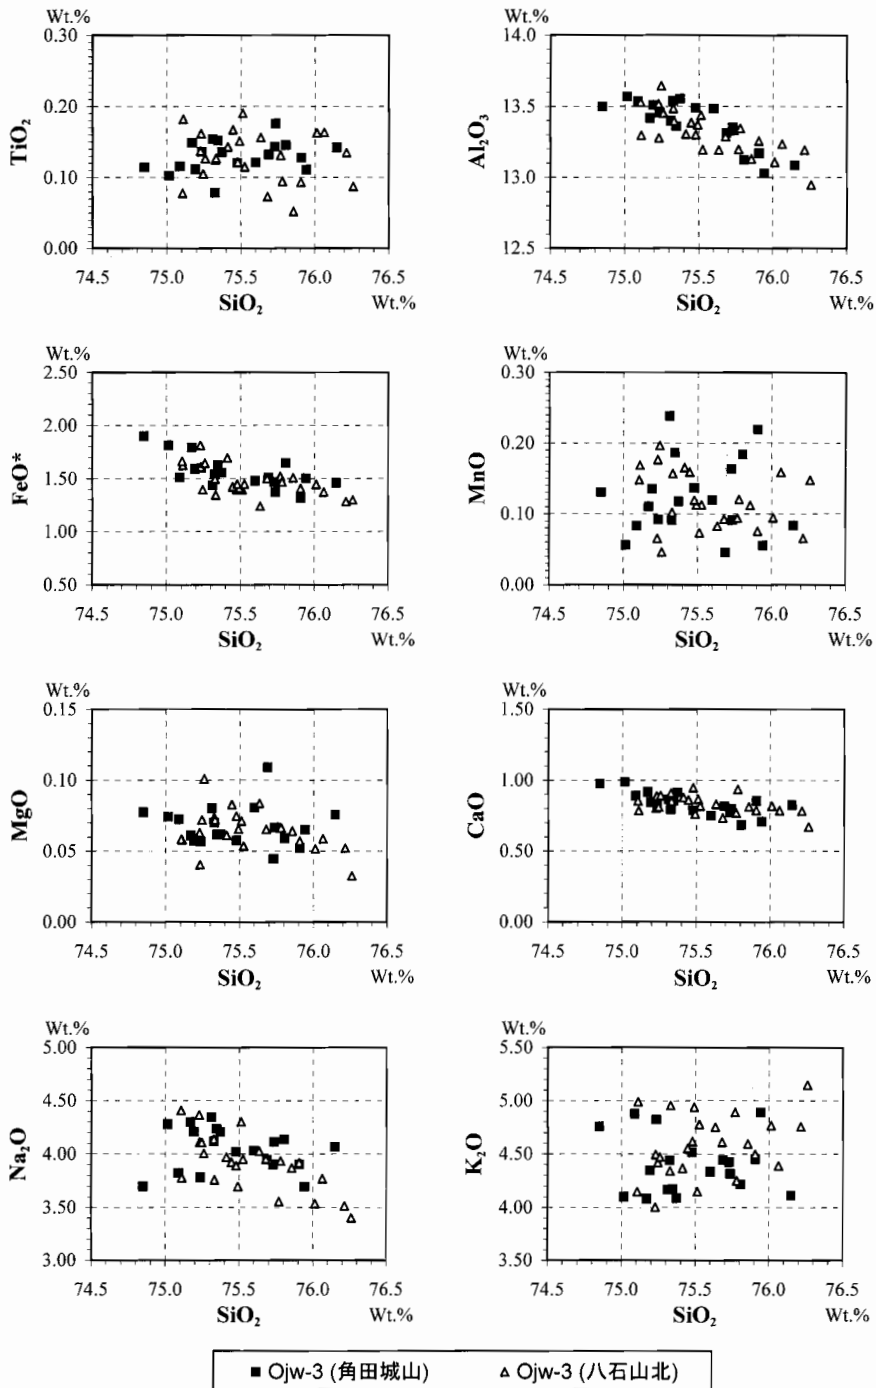 Wt.%
0.30
0.20
0.10
0.00
TiO₂
74.5 75.0 75.5 76.0 76.5
SiO₂ Wt.%
Wt.%
14.0
13.5
13.0
12.5
Al₂O₃
74.5 75.0 75.5 76.0 76.5
SiO₂ Wt.%
Wt.%
2.50
2.00
1.50
1.00
0.50
FeO*
74.5 75.0 75.5 76.0 76.5
SiO₂ Wt.%
Wt.%
0.30
0.20
0.10
0.00
MnO
74.5 75.0 75.5 76.0 76.5
SiO₂ Wt.%
Wt.%
0.15
0.10
0.05
0.00
MgO
74.5 75.0 75.5 76.0 76.5
SiO₂ Wt.%
Wt.%
1.50
1.00
0.50
0.00
CaO
74.5 75.0 75.5 76.0 76.5
SiO₂ Wt.%
Wt.%
5.00
4.50
4.00
3.50
3.00
Na₂O
74.5 75.0 75.5 76.0 76.5
SiO₂ Wt.%
Wt.%
5.50
5.00
4.50
4.00
3.50
K₂O
74.5 75.0 75.5 76.0 76.5
SiO₂ Wt.%
■ Ojw-3 (角田城山) △ Ojw-3 (八石山北)